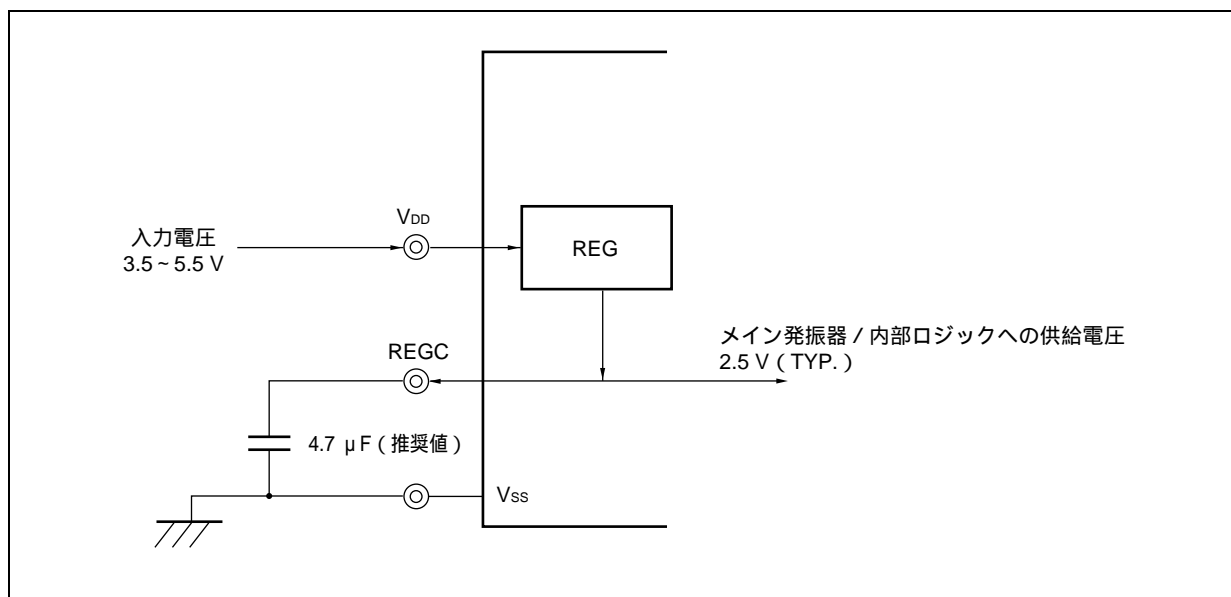 VDD
入力電圧
3.5~5.5 V
REG
REGC
メイン発振器 / 内部ロジックへの供給電圧
2.5 V ( TYP. )
4.7 μF ( 推奨値 )
VSS